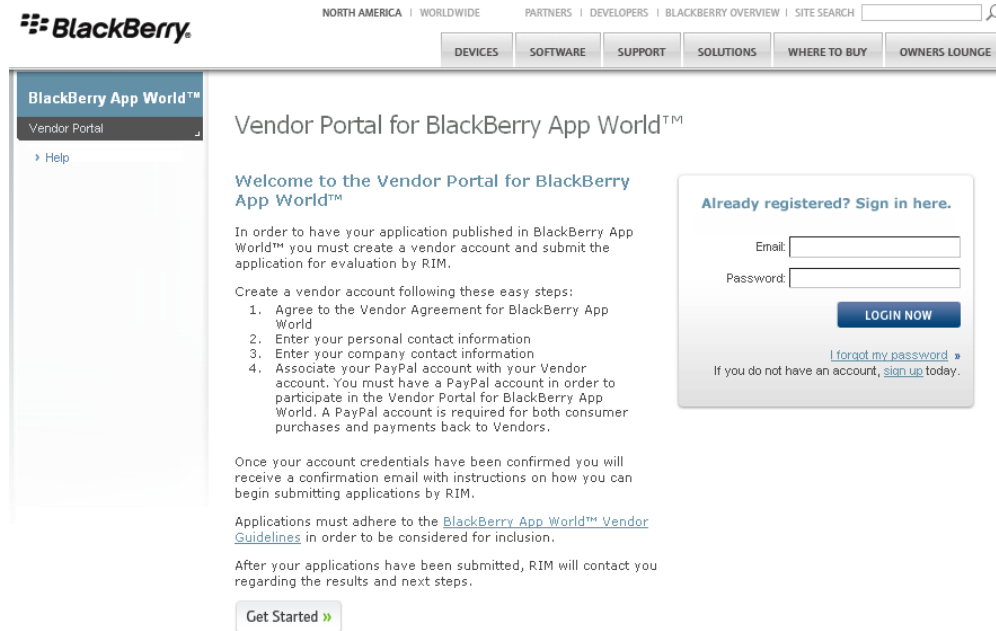 BlackBerry®
NORTH AMERICA | WORLDWIDE PARTNERS | DEVELOPERS | BLACKBERRY OVERVIEW | SITE SEARCH
DEVICES SOFTWARE SUPPORT SOLUTIONS WHERE TO BUY OWNERS LOUNGE
BlackBerry App World™
Vendor Portal
› Help
Vendor Portal for BlackBerry App World™
Welcome to the Vendor Portal for BlackBerry
App World™
In order to have your application published in BlackBerry App
World™ you must create a vendor account and submit the
application for evaluation by RIM.
Create a vendor account following these easy steps:
1. Agree to the Vendor Agreement for BlackBerry App
World
2. Enter your personal contact information
3. Enter your company contact information
4. Associate your PayPal account with your Vendor
account. You must have a PayPal account in order to
participate in the Vendor Portal for BlackBerry App
World. A PayPal account is required for both consumer
purchases and payments back to Vendors.
Once your account credentials have been confirmed you will
receive a confirmation email with instructions on how you can
begin submitting applications by RIM.
Applications must adhere to the BlackBerry App World™ Vendor
Guidelines in order to be considered for inclusion.
After your applications have been submitted, RIM will contact you
regarding the results and next steps.
Get Started »
Already registered? Sign in here.
Email:
Password:
LOGIN NOW
I forgot my password »
If you do not have an account, sign up today.